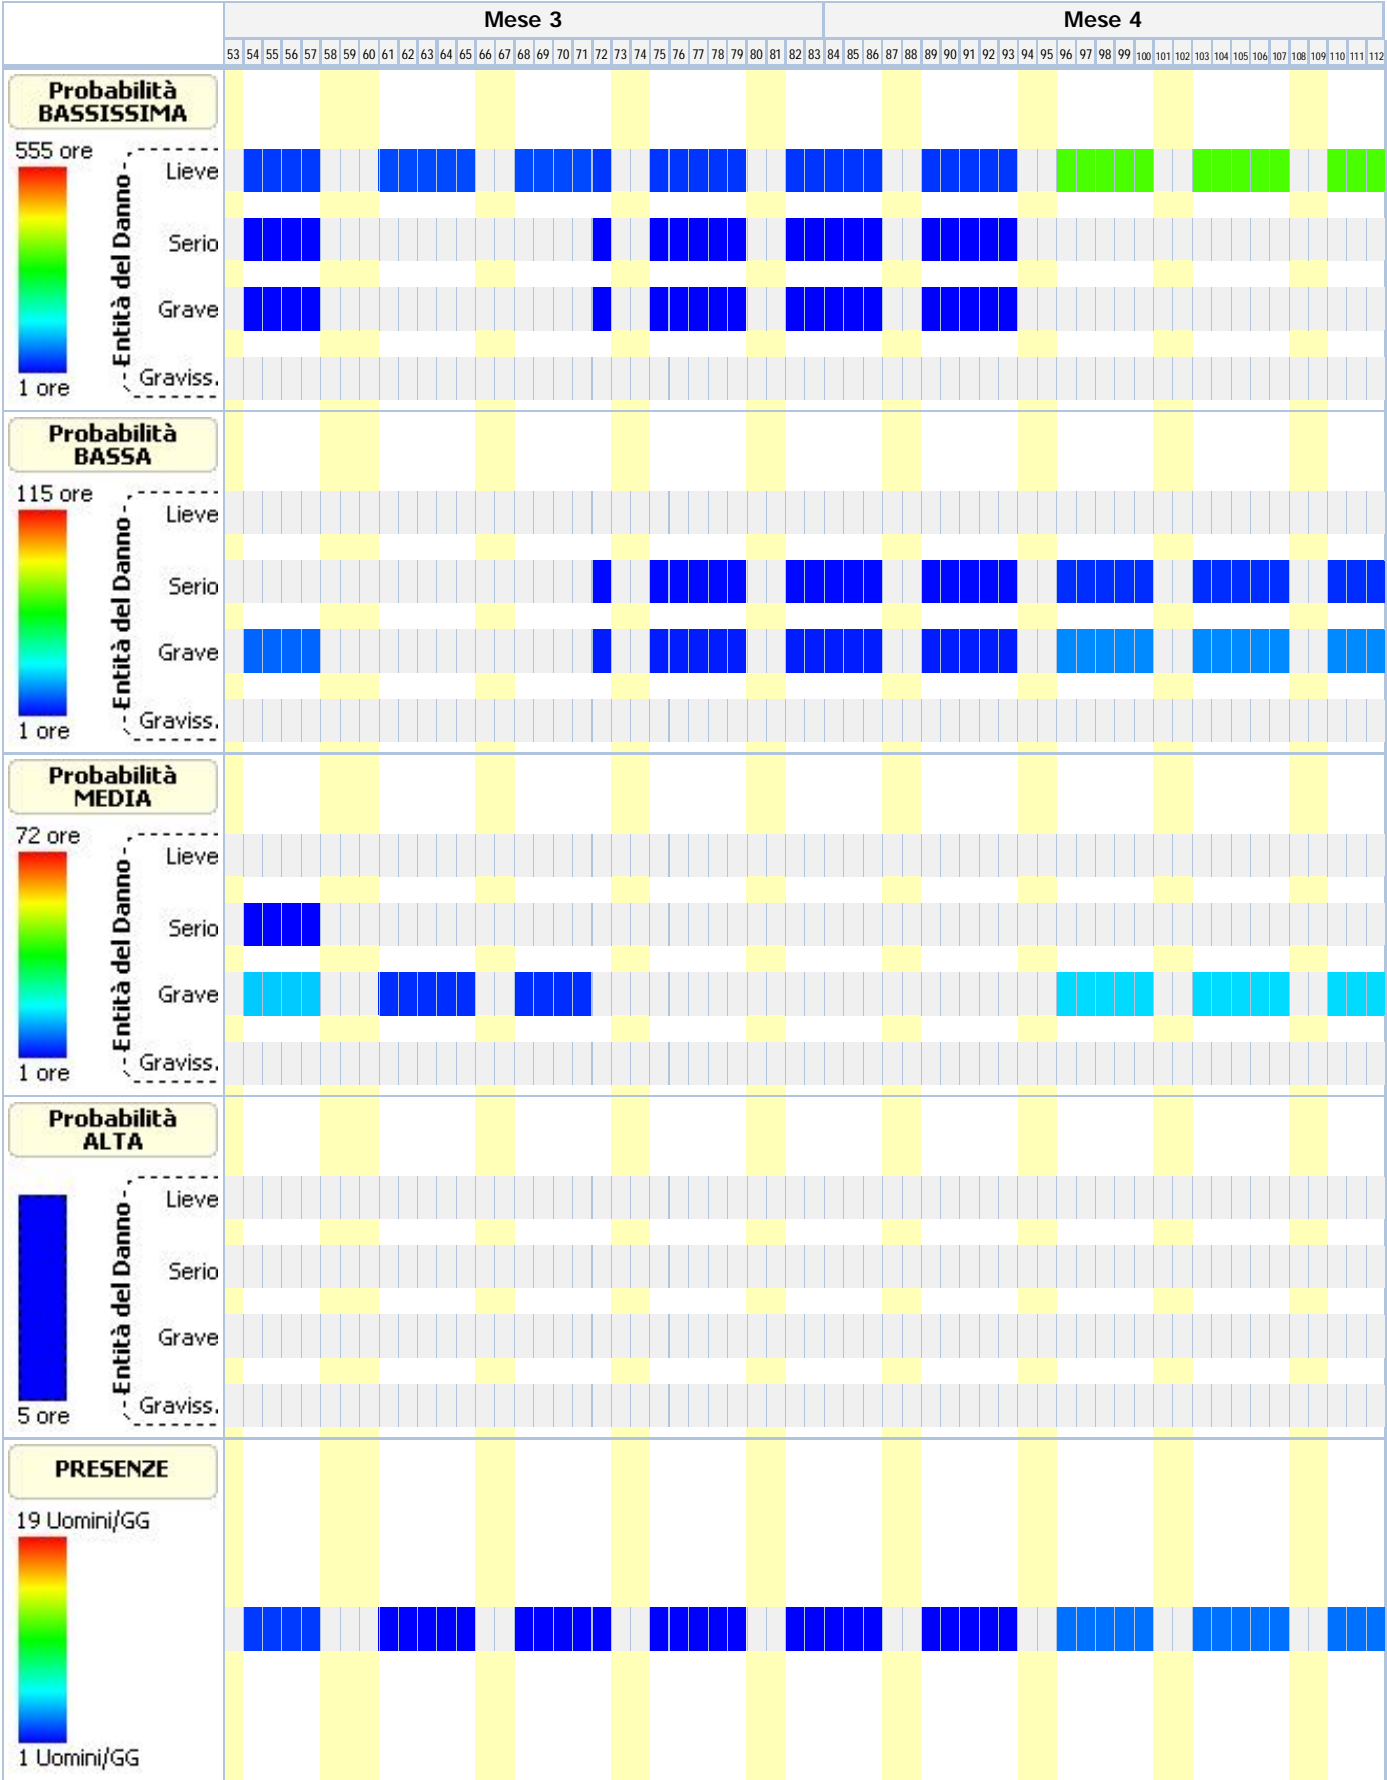 Mese 3 Mese 4
53 54 55 56 57 58 59 60 61 62 63 64 65 66 67 68 69 70 71 72 73 74 75 76 77 78 79 80 81 82 83 84 85 86 87 88 89 90 91 92 93 94 95 96 97 98 99 100 101 102 103 104 105 106 107 108 109 110 111 112
Probabilità
BASSISSIMA
555 ore
Entità del Danno
Lieve
Serio
Grave
Graviss.
1 ore
Probabilità
BASSA
115 ore
Entità del Danno
Lieve
Serio
Grave
Graviss.
1 ore
Probabilità
MEDIA
72 ore
Entità del Danno
Lieve
Serio
Grave
Graviss.
1 ore
Probabilità
ALTA
Entità del Danno
Lieve
Serio
Grave
Graviss.
5 ore
PRESENZE
19 Uomini/GG
1 Uomini/GG